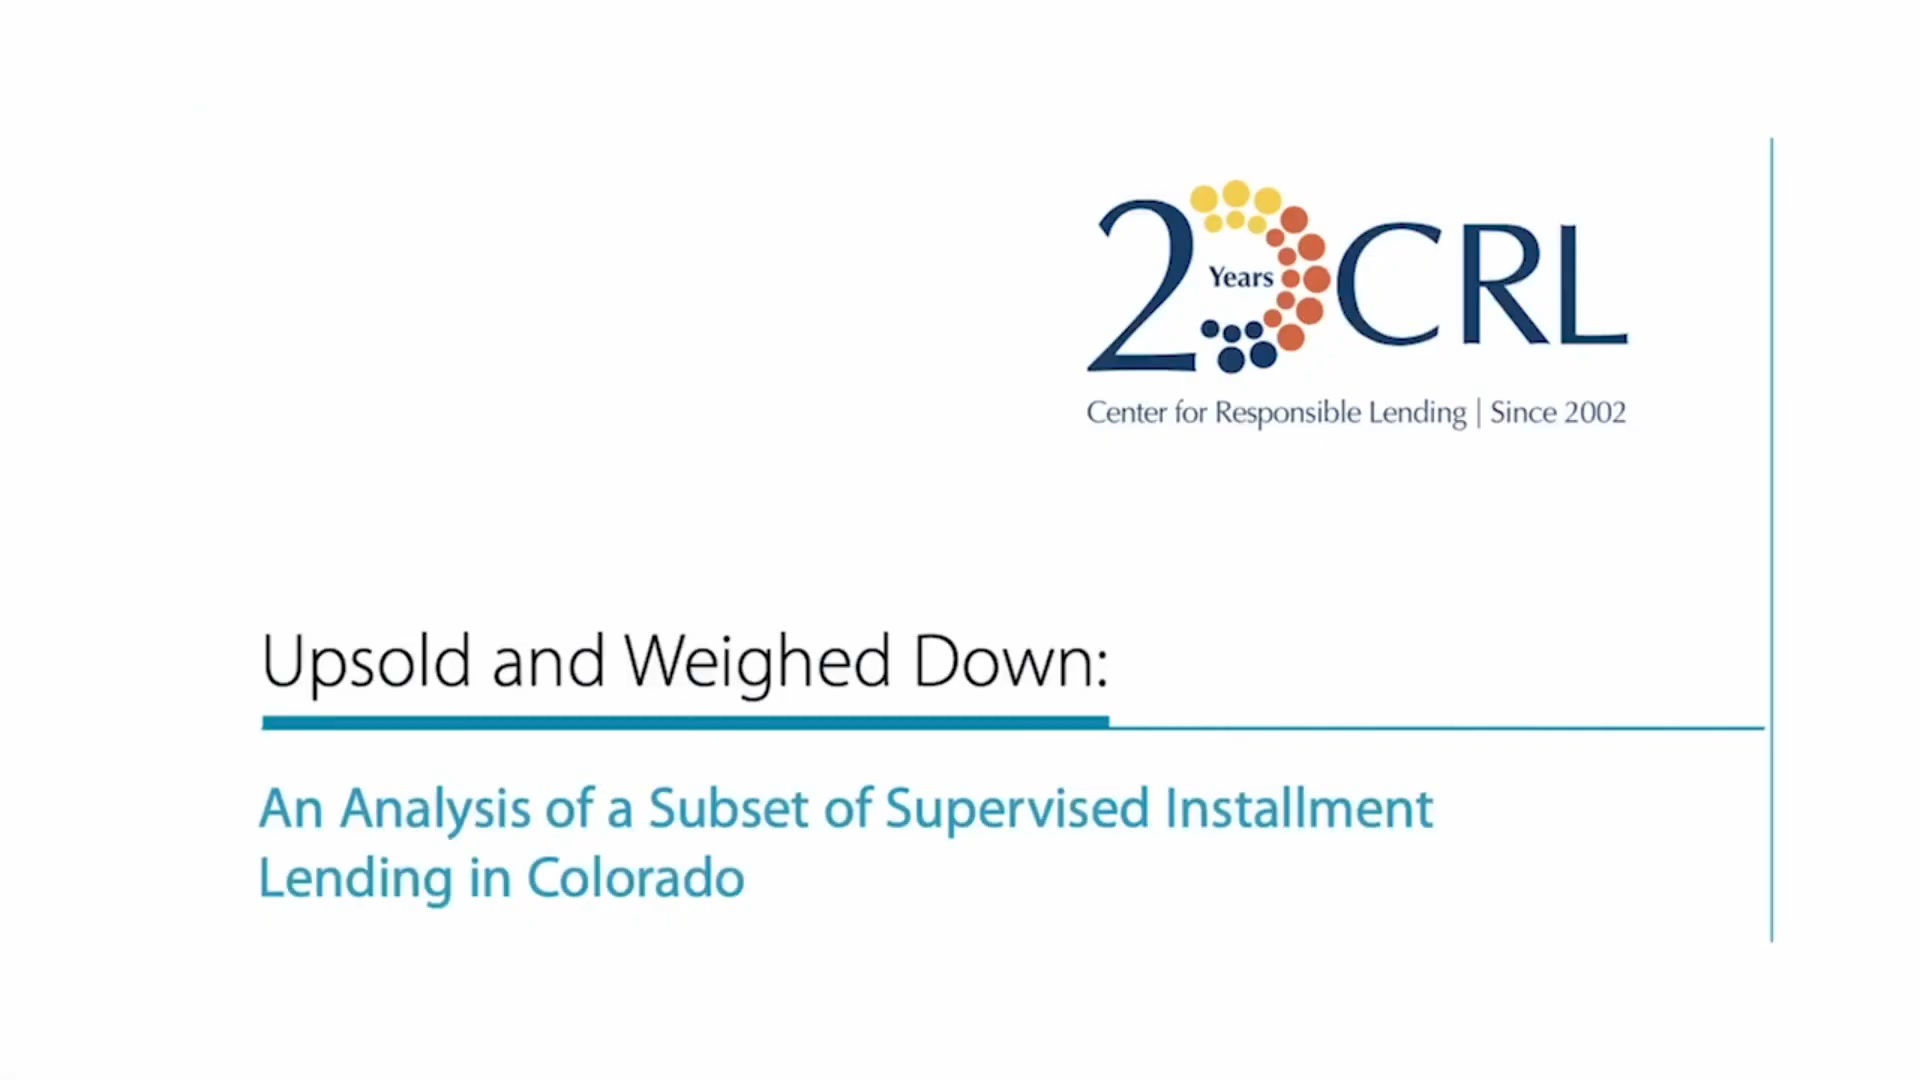 20 Years CRL
Center for Responsible Lending | Since 2002
Upsold and Weighed Down:
An Analysis of a Subset of Supervised Installment
Lending in Colorado